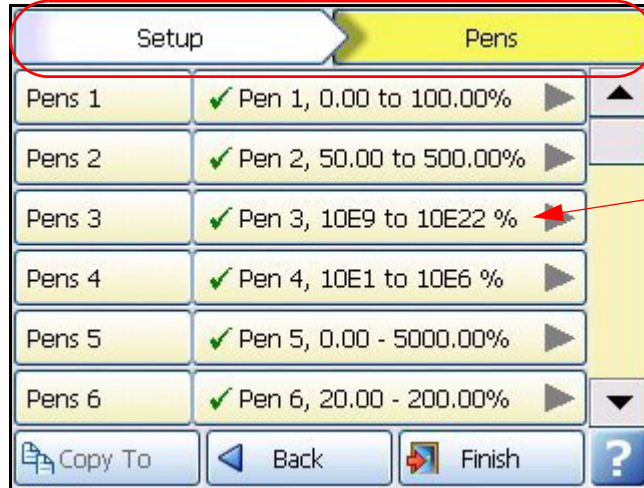 Setup Pens
Pens 1 Pen 1, 0.00 to 100.00%
Pens 2 Pen 2, 50.00 to 500.00%
Pens 3 Pen 3, 10E9 to 10E22 %
Pens 4 Pen 4, 10E1 to 10E6 %
Pens 5 Pen 5, 0.00 - 5000.00%
Pens 6 Pen 6, 20.00 - 200.00%
Copy To Back Finish ?